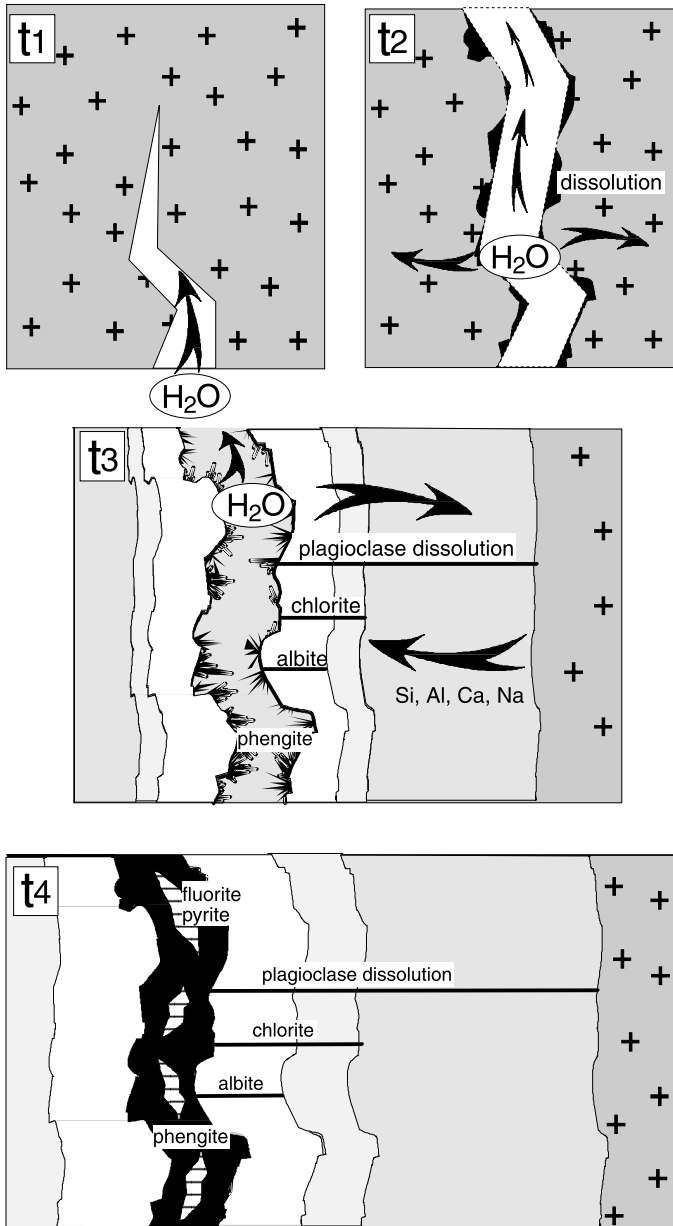 t1
H2O
t2
dissolution
H2O
t3
H2O
plagioclase dissolution
chlorite
albite
Si, Al, Ca, Na
phengite
t4
fluorite
pyrite
plagioclase dissolution
chlorite
albite
phengite